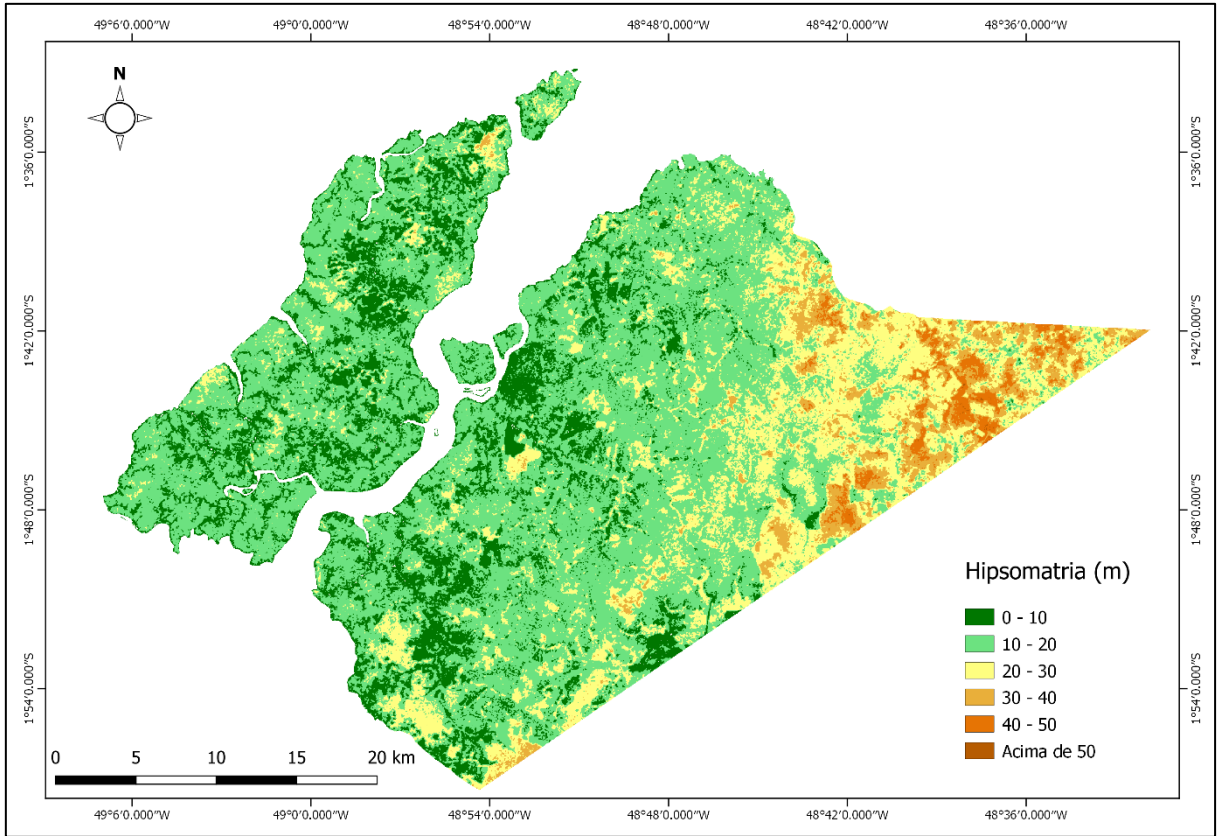 49°6'0.000"W 49°0'0.000"W 48°54'0.000"W 48°48'0.000"W 48°42'0.000"W 48°36'0.000"W
N
1°36'0.000"S 1°36'0.000"S
1°42'0.000"S 1°42'0.000"S
1°48'0.000"S 1°48'0.000"S
1°54'0.000"S 1°54'0.000"S
Hipsomatria (m)
0 - 10
10 - 20
20 - 30
30 - 40
40 - 50
Acima de 50
0 5 10 15 20 km
49°6'0.000"W 49°0'0.000"W 48°54'0.000"W 48°48'0.000"W 48°42'0.000"W 48°36'0.000"W